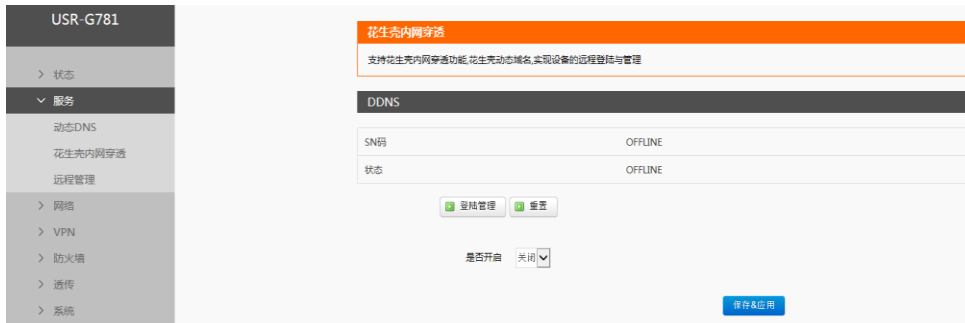 USR-G781
状态
服务
动态DNS
花生壳内网穿透
远程管理
网络
VPN
防火墙
透传
系统
花生壳内网穿透
支持花生壳内网穿透功能,花生壳动态域名,实现设备的远程登陆与管理
DDNS
SN码 OFFLINE
状态 OFFLINE
登陆管理 重置
是否开启 关闭
保存&应用